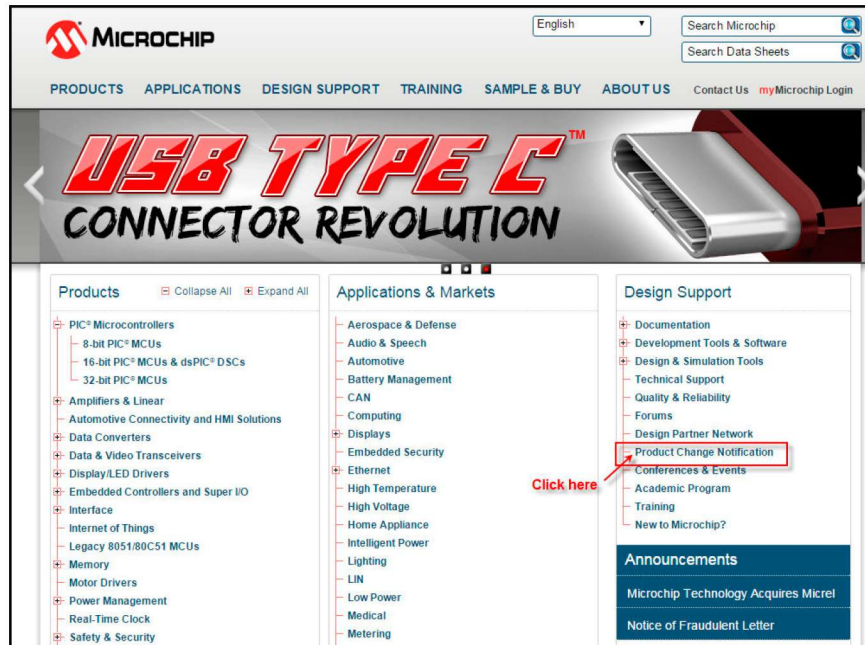 MICROCHIP
English
Search Microchip
Search Data Sheets
PRODUCTS APPLICATIONS DESIGN SUPPORT TRAINING SAMPLE & BUY ABOUT US Contact Us myMicrochip Login
USB TYPE C™
CONNECTOR REVOLUTION
Products Collapse All Expand All
PIC® Microcontrollers
8-bit PIC® MCUs
16-bit PIC® MCUs & dsPIC® DSCs
32-bit PIC® MCUs
Amplifiers & Linear
Automotive Connectivity and HMI Solutions
Data Converters
Data & Video Transceivers
Display/LED Drivers
Embedded Controllers and Super I/O
Interface
Internet of Things
Legacy 8051/80C51 MCUs
Memory
Motor Drivers
Power Management
Real-Time Clock
Safety & Security
Applications & Markets
Aerospace & Defense
Audio & Speech
Automotive
Battery Management
CAN
Computing
Displays
Embedded Security
Ethernet
High Temperature
High Voltage
Home Appliance
Intelligent Power
Lighting
LIN
Low Power
Medical
Metering
Design Support
Documentation
Development Tools & Software
Design & Simulation Tools
Technical Support
Quality & Reliability
Forums
Design Partner Network
Product Change Notification
Click here
Conferences & Events
Academic Program
Training
New to Microchip?
Announcements
Microchip Technology Acquires Micrel
Notice of Fraudulent Letter